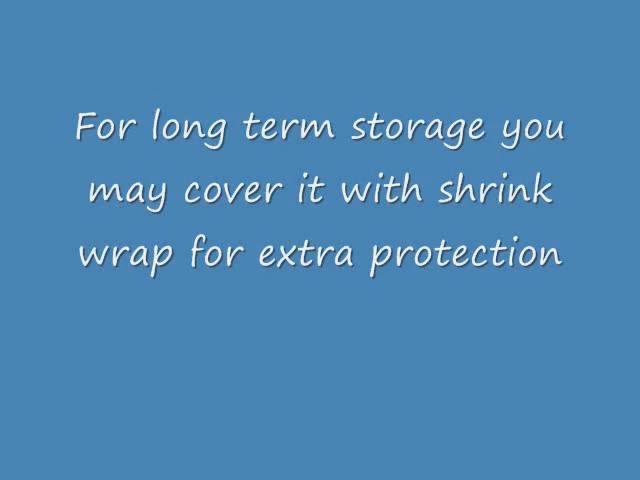 For long term storage you
may cover it with shrink
wrap for extra protection